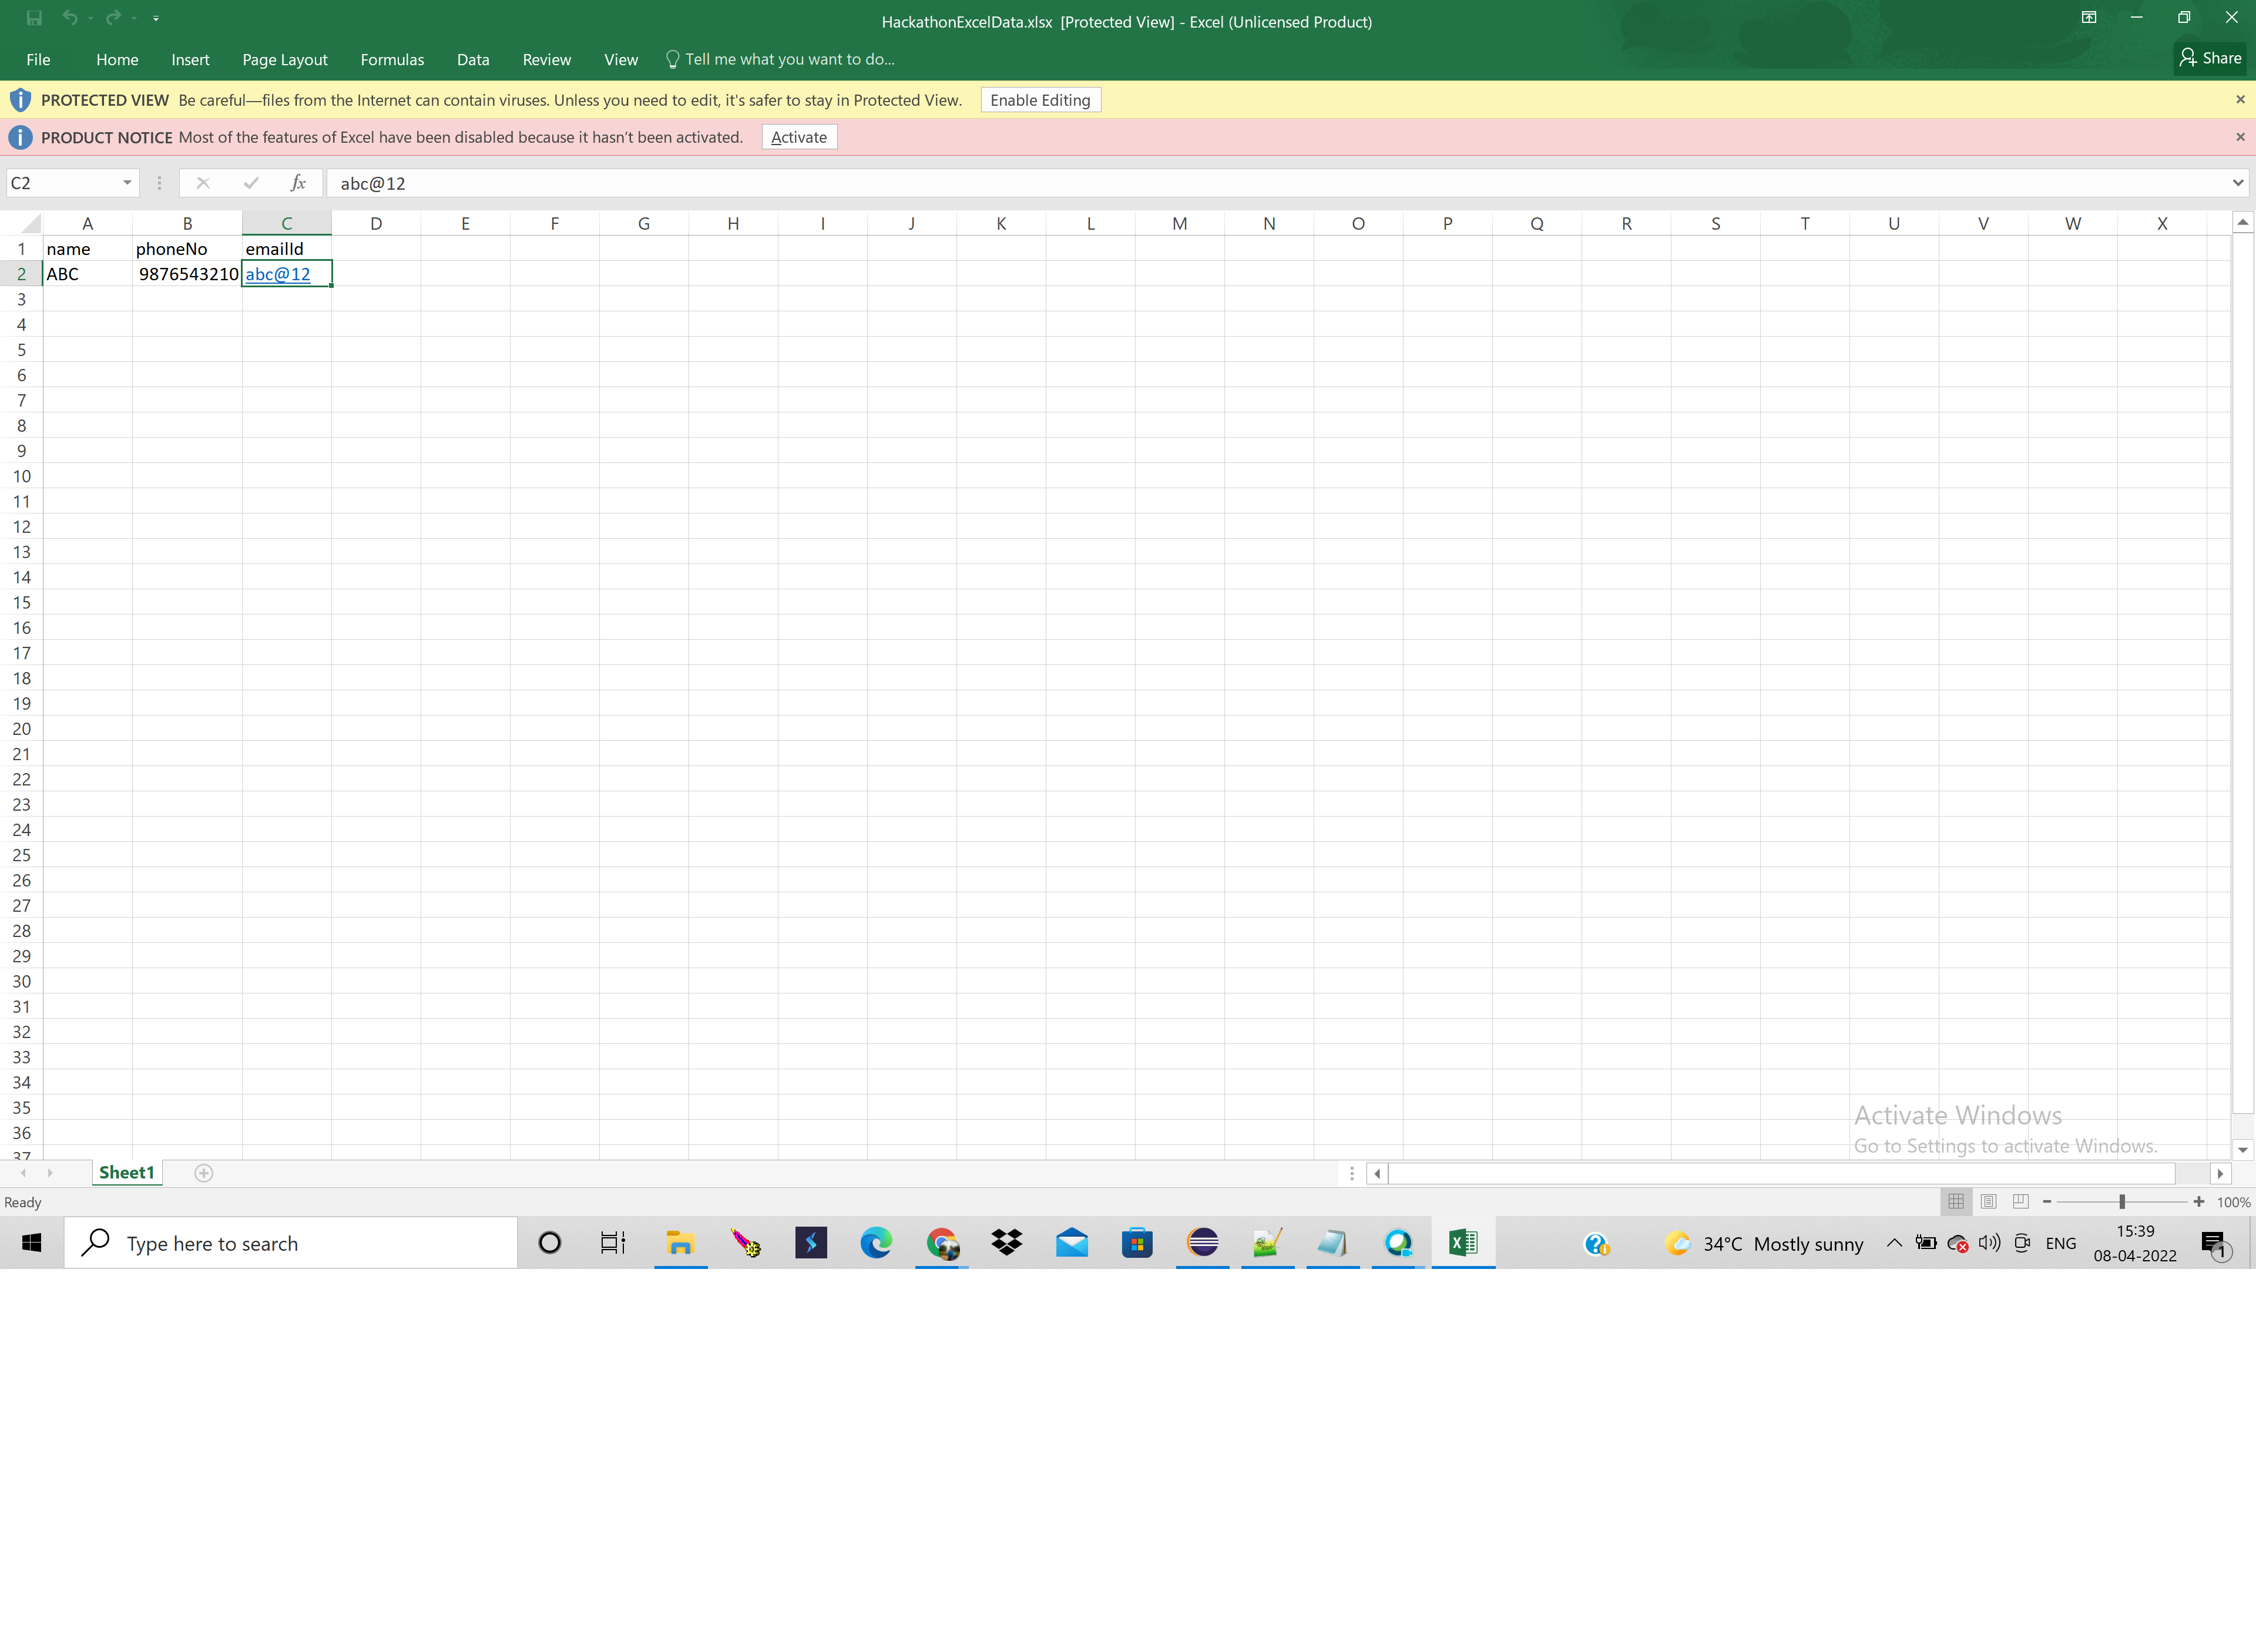 HackathonExcelData.xlsx [Protected View] - Excel (Unlicensed Product)
File Home Insert Page Layout Formulas Data Review View Tell me what you want to do... Share
PROTECTED VIEW Be careful—files from the Internet can contain viruses. Unless you need to edit, it's safer to stay in Protected View. Enable Editing
PRODUCT NOTICE Most of the features of Excel have been disabled because it hasn't been activated. Activate
C2 fx abc@12
A B C D E F G H I J K L M N O P Q R S T U V W X
1 name phoneNo emailId
2 ABC 9876543210 abc@12
3
4
5
6
7
8
9
10
11
12
13
14
15
16
17
18
19
20
21
22
23
24
25
26
27
28
29
30
31
32
33
34
35
Activate Windows
36
Go to Settings to activate Windows.
37
Sheet1
Ready 100%
Type here to search 34°C Mostly sunny ENG 15:39
08-04-2022 1